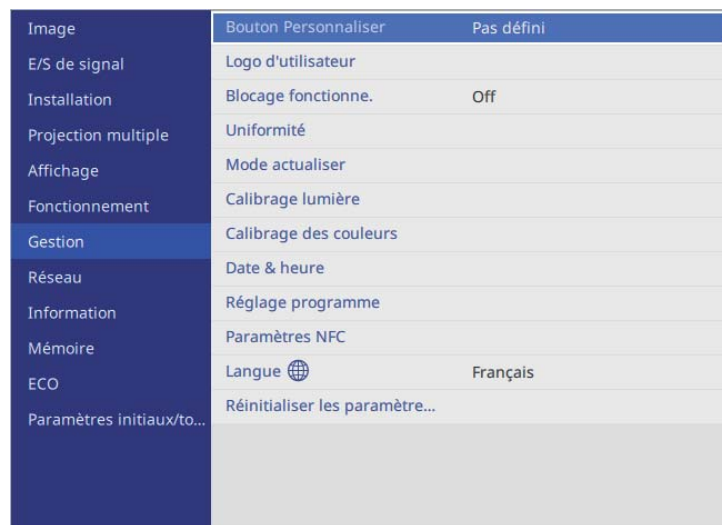 Image
E/S de signal
Installation
Projection multiple
Affichage
Fonctionnement
Gestion
Réseau
Information
Mémoire
ECO
Paramètres initiaux/to...
Bouton Personnaliser Pas défini
Logo d'utilisateur
Blocage fonctionne. Off
Uniformité
Mode actualiser
Calibrage lumière
Calibrage des couleurs
Date & heure
Réglage programme
Paramètres NFC
Langue Français
Réinitialiser les paramètre...